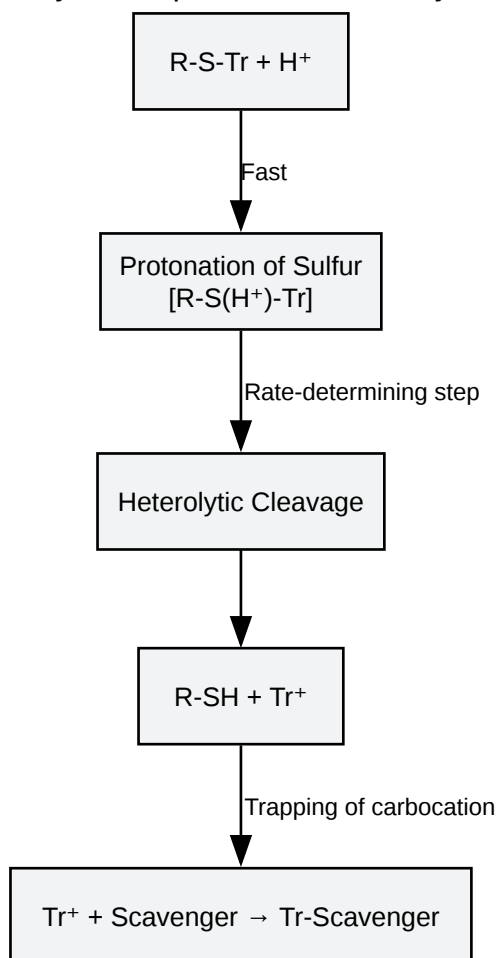 R-S-Tr + H⁺
Fast
Protonation of Sulfur
[R-S(H⁺)-Tr]
Rate-determining step
Heterolytic Cleavage
R-SH + Tr⁺
Trapping of carbocation
Tr⁺ + Scavenger → Tr-Scavenger